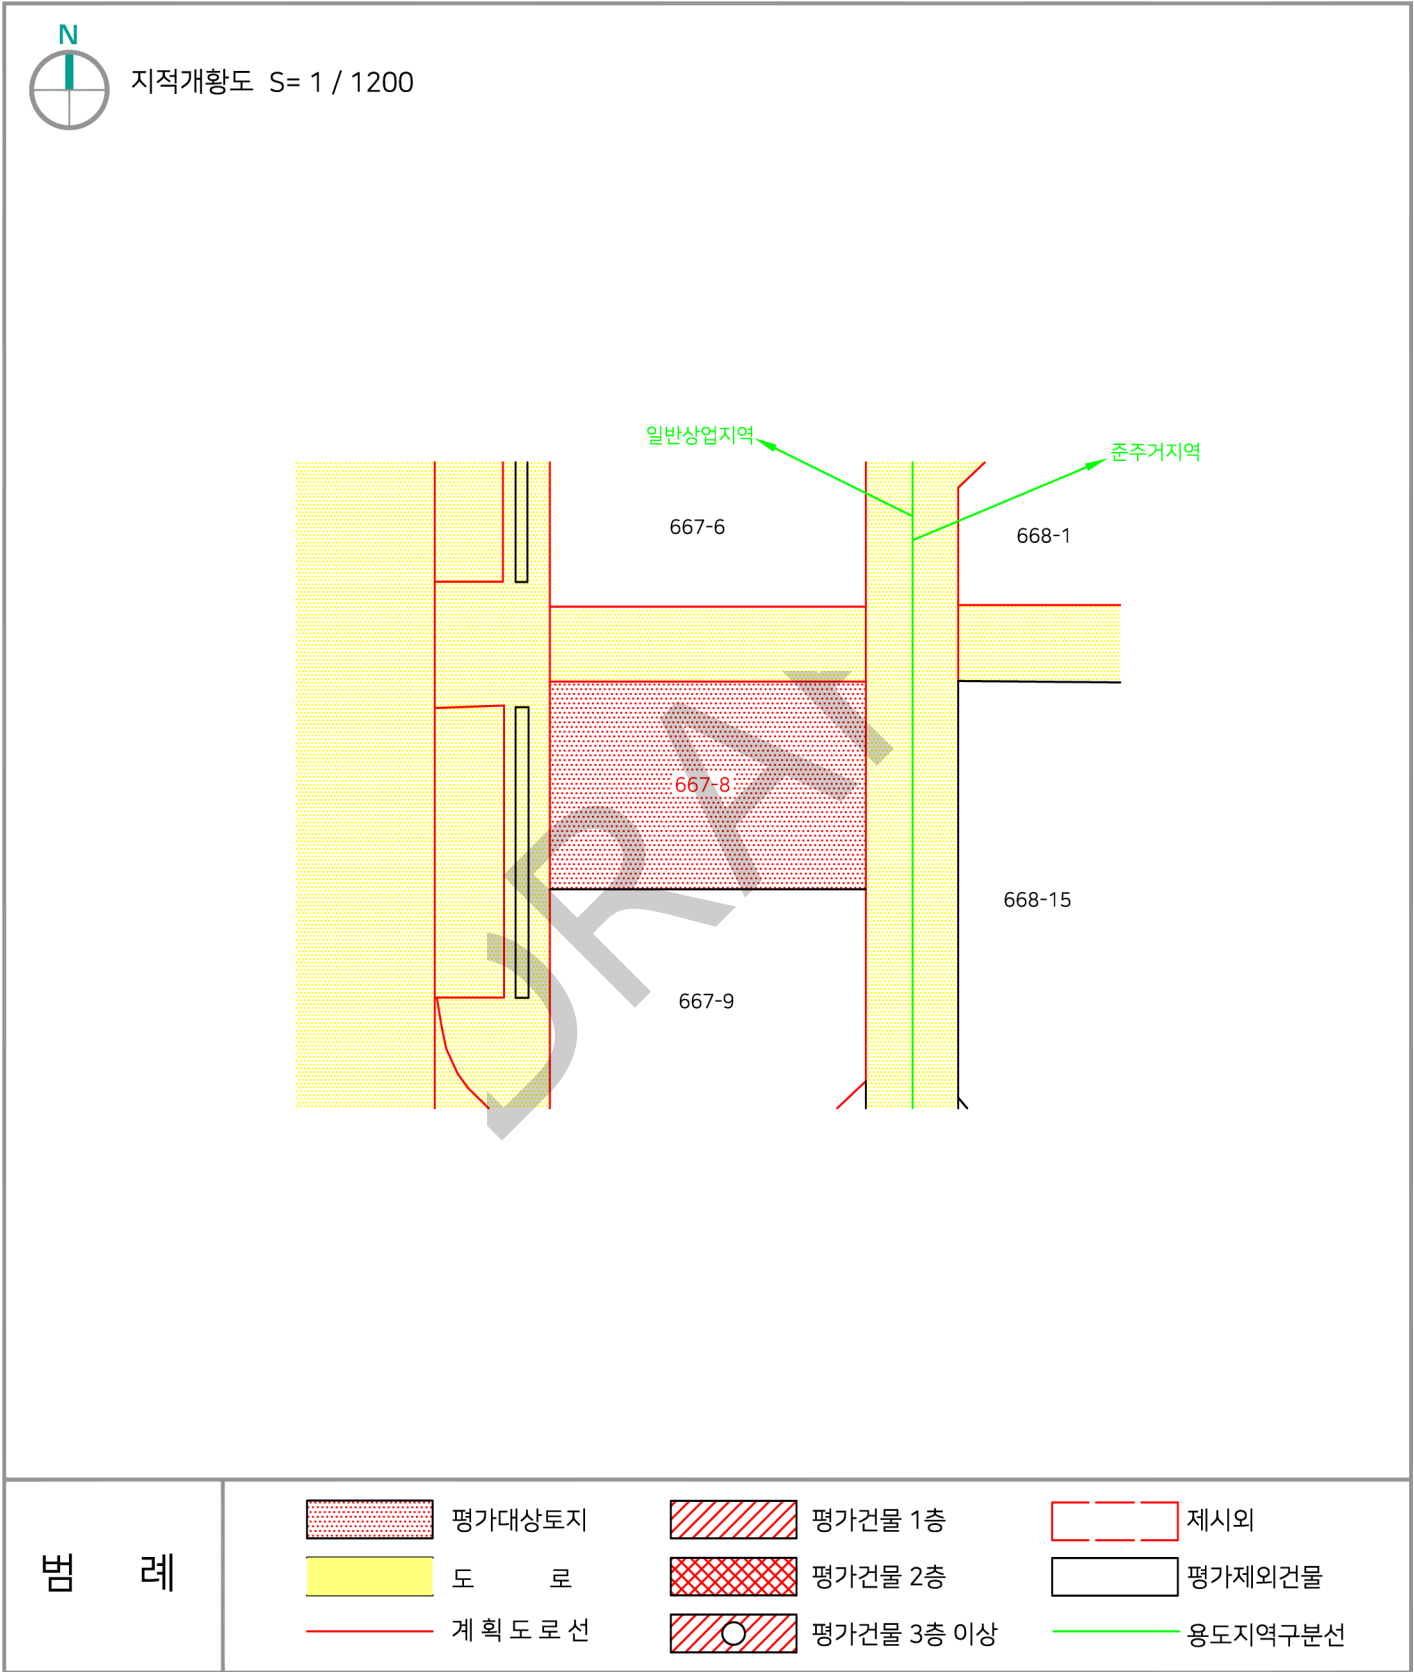 N
지적개황도 S= 1 / 1200
일반상업지역
준주거지역
667-6
668-1
667-8
668-15
667-9
DRAF
범 례
평가대상토지
평가건물 1층
제시외
도 로
평가건물 2층
평가제외건물
계 획 도 로 선
평가건물 3층 이상
용도지역구분선